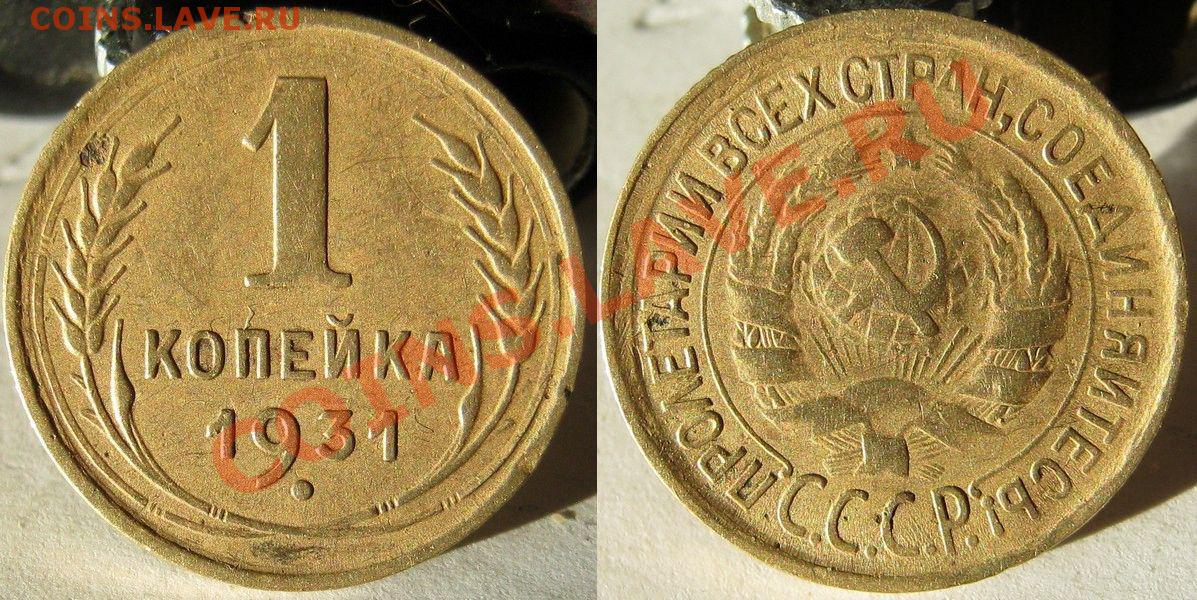 COINS.LAVE.RU
1
КОПЕЙКА
1931
COINS.LAVE.RU
ПРОЛЕТАРИИ ВСЕХ СТРАН, СОЕДИНЯЙТЕСЬ!
С.С.С.Р.